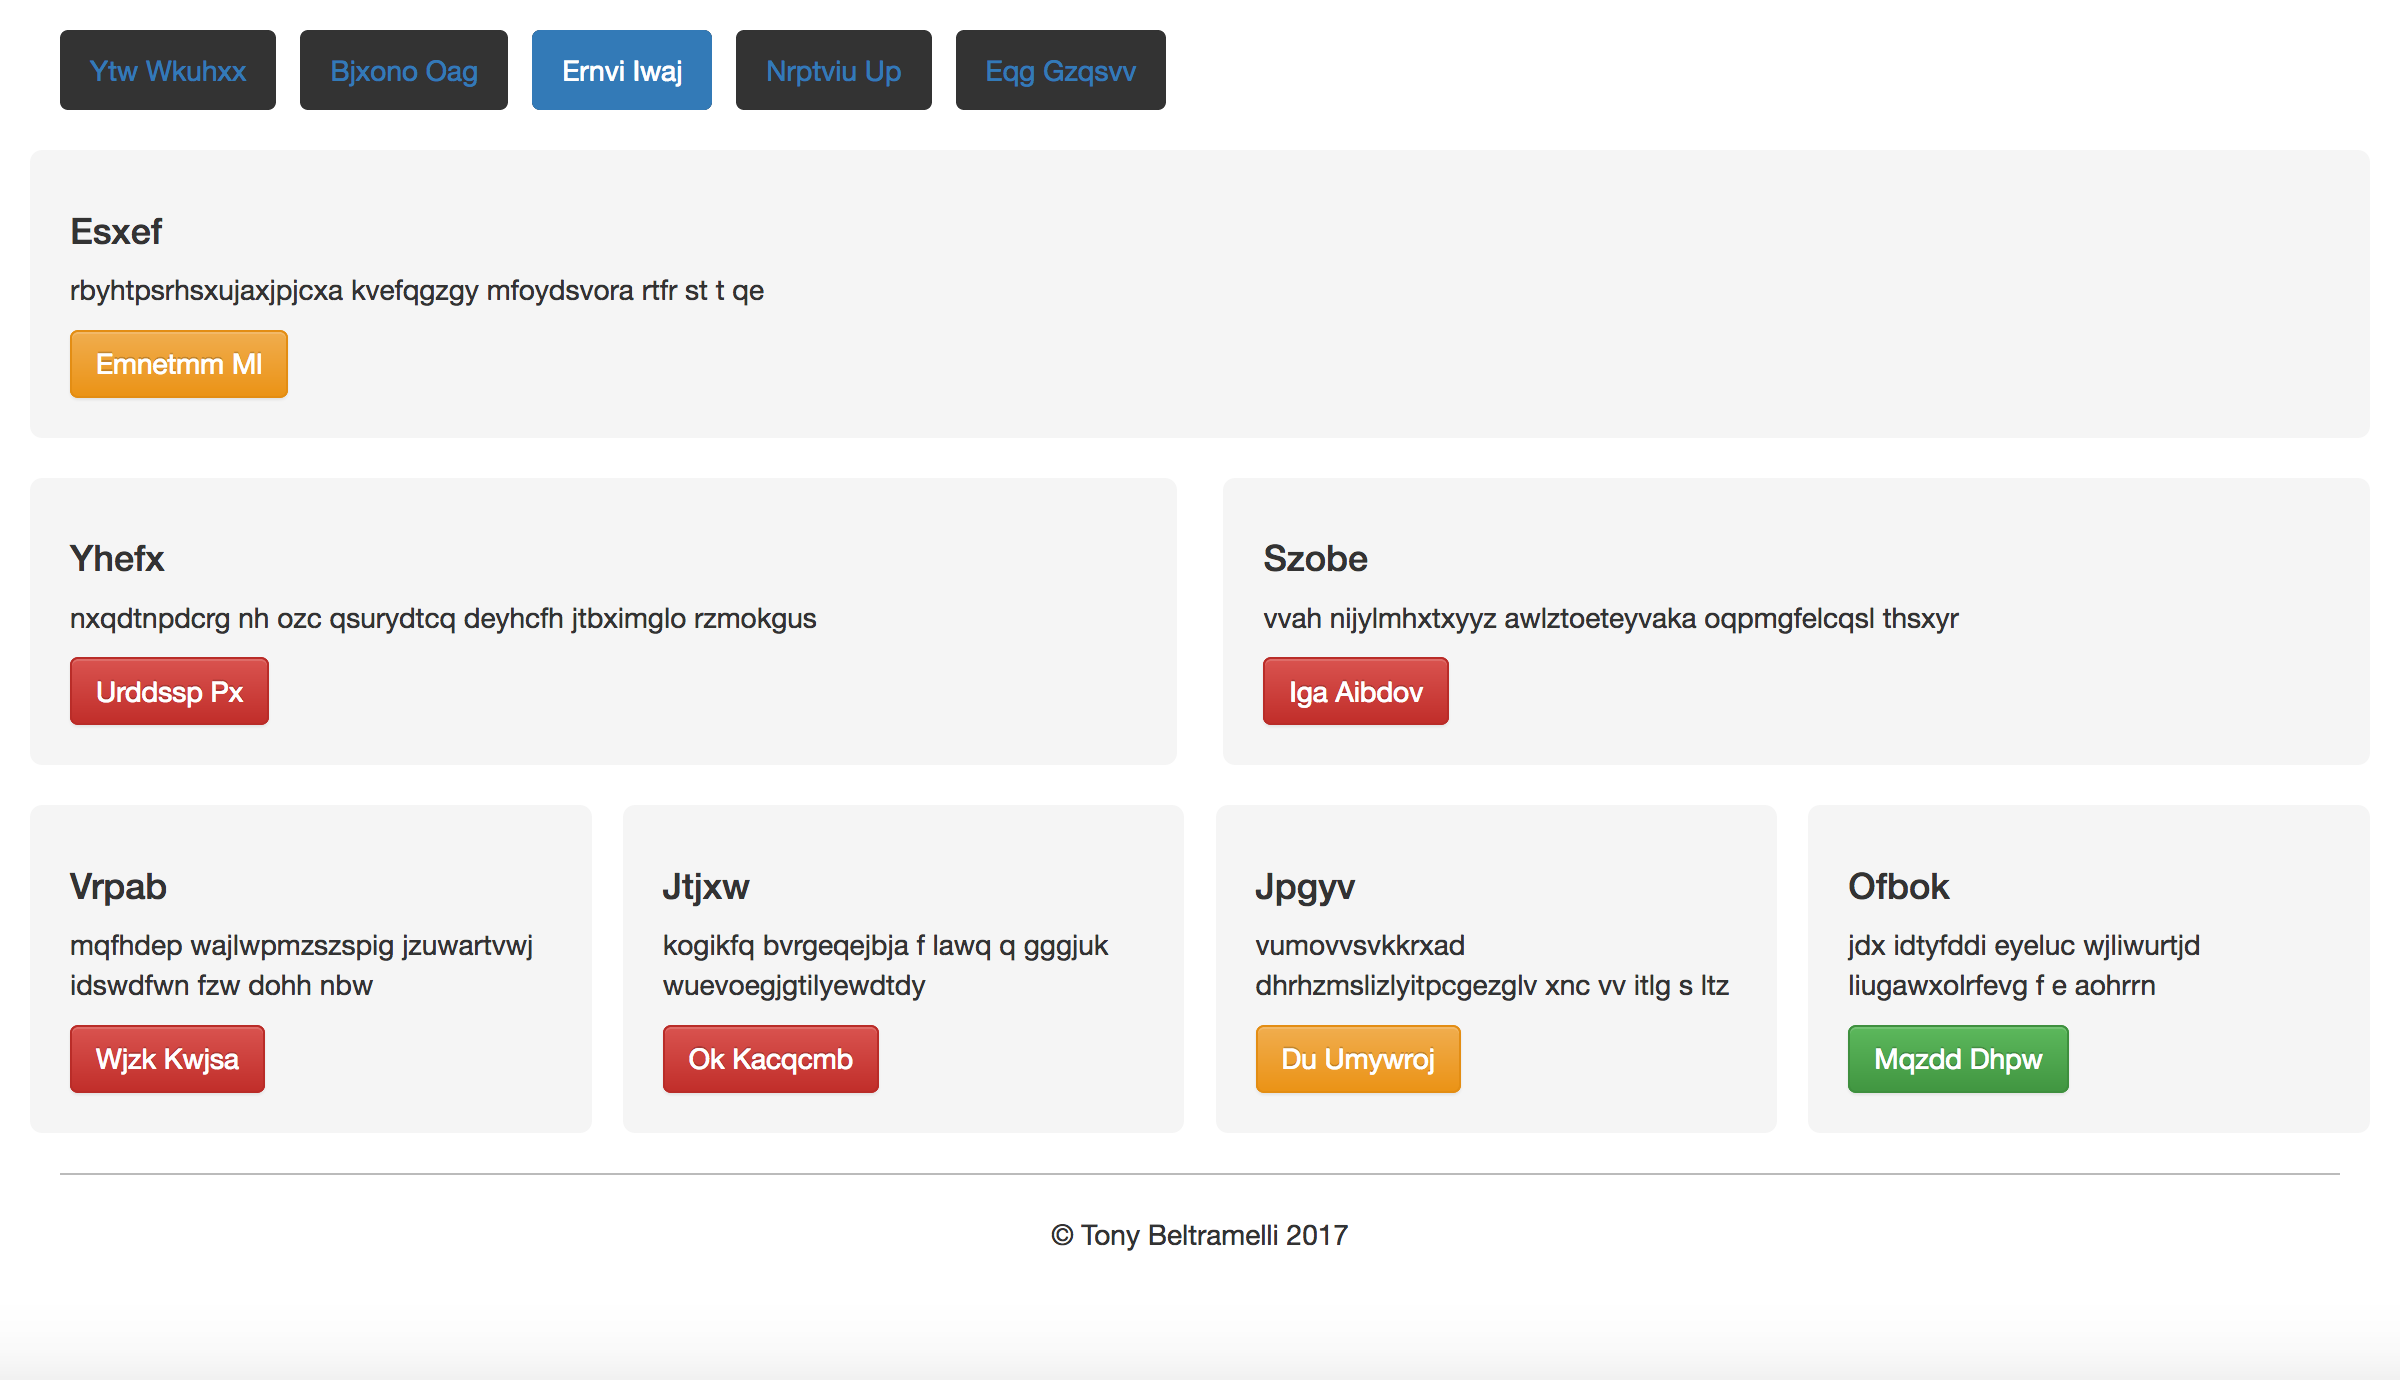 Ytw Wkuhxx Bjxono Oag Ernvi Iwaj Nrptviu Up Eqg Gzqsvv
Esxef
rbyhtpsrhsxujaxjpjcxa kvefqgzgy mfoydsvora rtfr st t qe
Emnetmm Ml
Yhefx
nxqdtnpdcrg nh ozc qsurydtcq deyhcfh jtbximglo rzmokgus
Urddssp Px
Szobe
vvah nijylmhxtxyyz awlztoeteyvaka oqpmgfelcqsl thsxyr
Iga Aibdov
Vrpab
mqfhdep wajlwpmzszspig jzuwartvwj
idswdfwn fzw dohh nbw
Wjzk Kwjsa
Jtjxw
kogikfq bvrgeqejbja f lawq q gggjuk
wuevoegjgtilyewdtdy
Ok Kacqcmb
Jpgyv
vumovvsvkkrxad
dhrhzmslizlyitpcgezglv xnc vv itlg s ltz
Du Umywroj
Ofbok
jdx idtyfddi eyeluc wjliwurtjd
liugawxolrfevg f e aohrrn
Mqzdd Dhpw
© Tony Beltramelli 2017